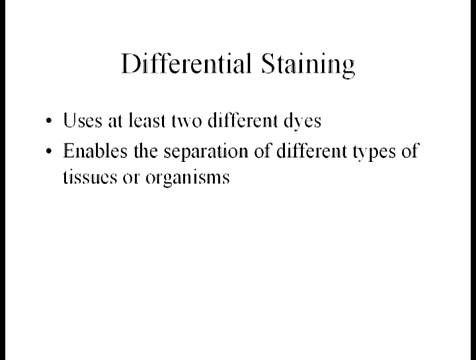 Differential Staining
• Uses at least two different dyes
• Enables the separation of different types of
tissues or organisms